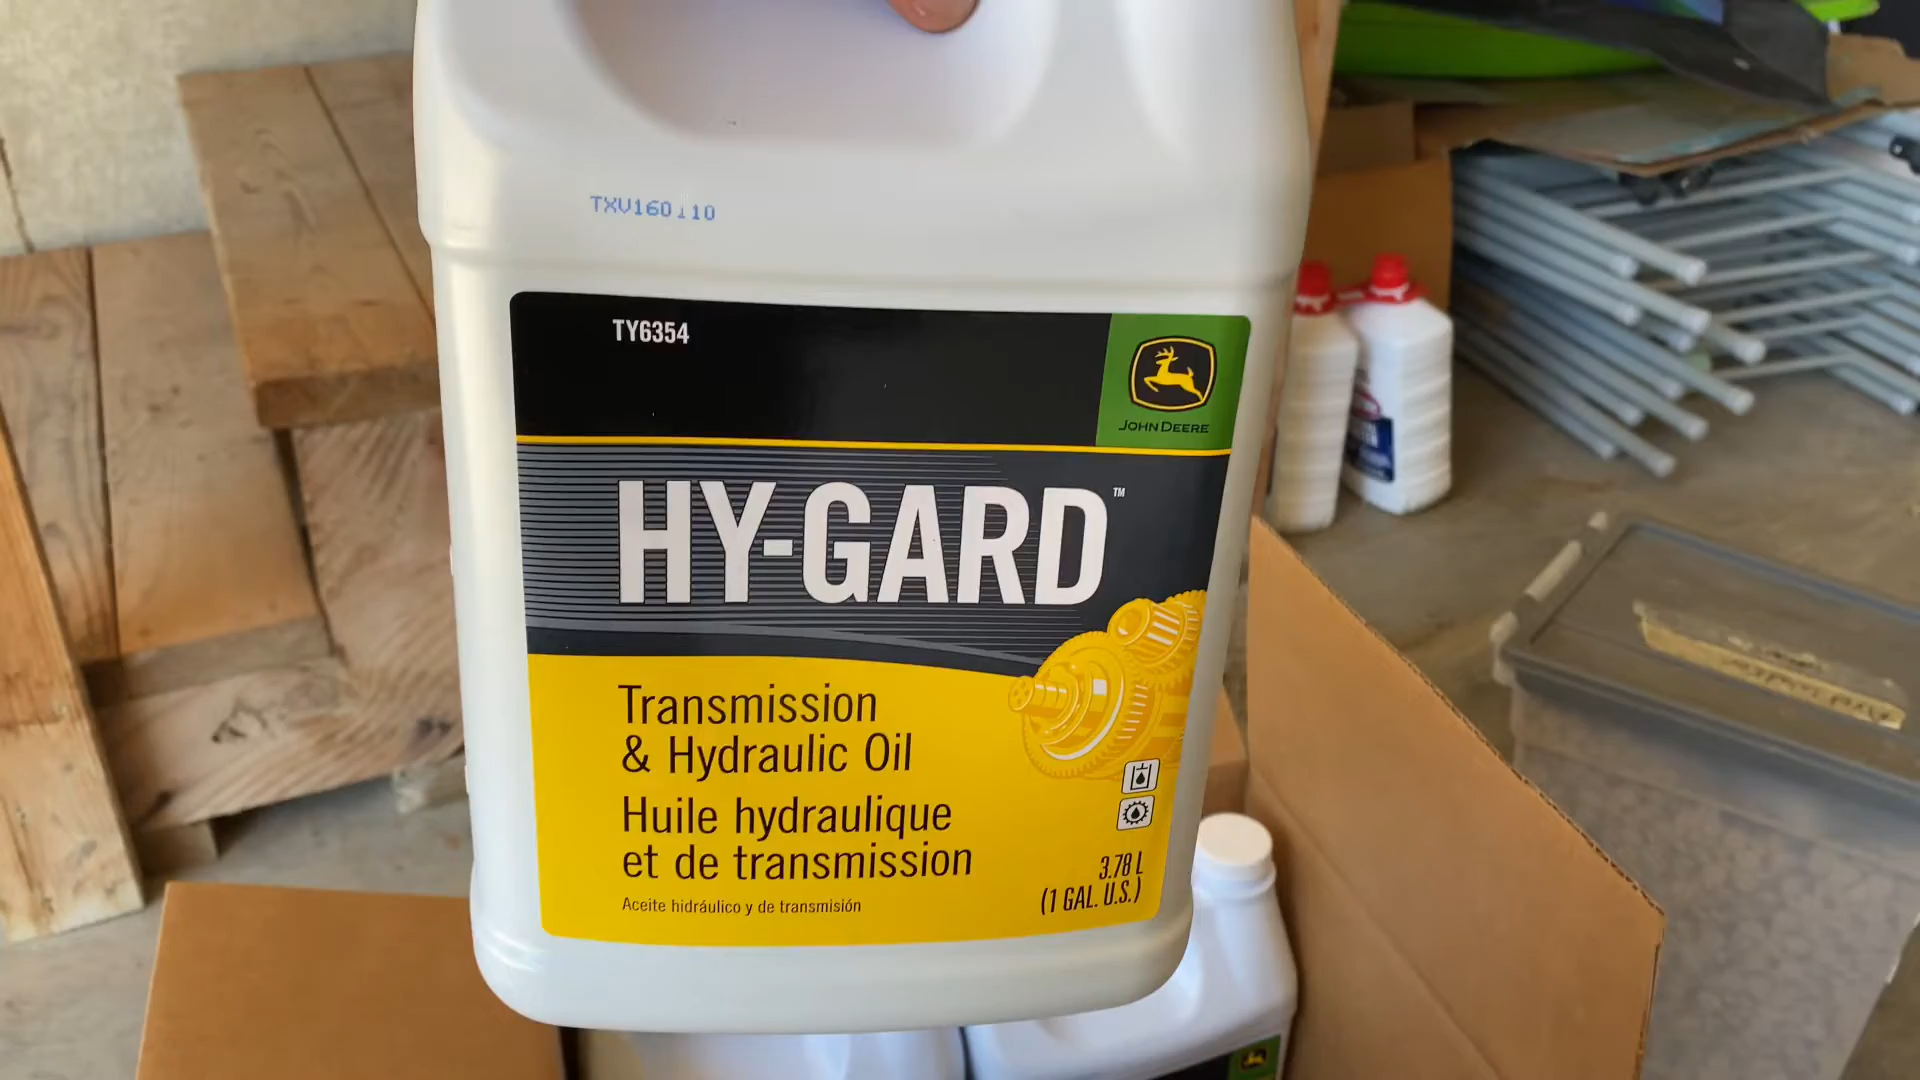 TXV160110
TY6354
JOHN DEERE
HY-GARD™
Transmission
& Hydraulic Oil
Huile hydraulique
et de transmission
Aceite hidráulico y de transmisión
3.78 L
(1 GAL. U.S.)